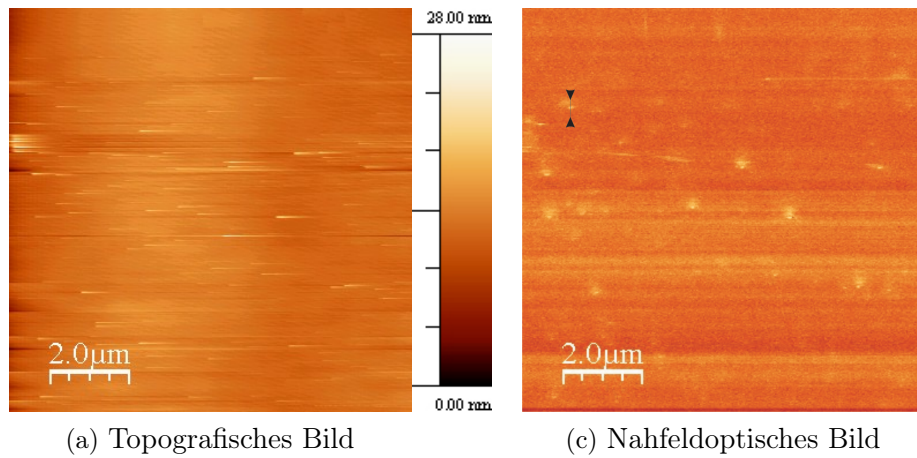 28.00 nm
2.0µm
0.00 nm
2.0µm
(a) Topografisches Bild
(c) Nahfeldoptisches Bild